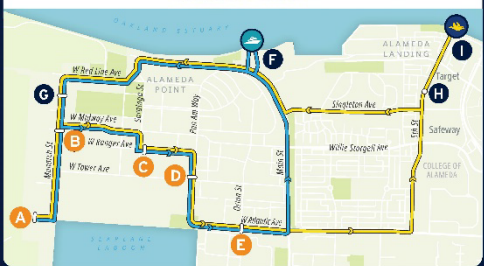 OAKLAND ESTUARY
ALAMEDA
LANDING
I
F
W Red Line Ave
ALAMEDA
POINT
Target
H
G
Saratoga St
Pan Am Way
Singleton Ave
W Midway Ave
5th St
Safeway
B
W Ranger Ave
Main St
Willie Stargell Ave
C
D
Monarch St
W Tower Ave
COLLEGE OF
ALAMEDA
Orion St
A
W Atlantic Ave
E
LAGOON